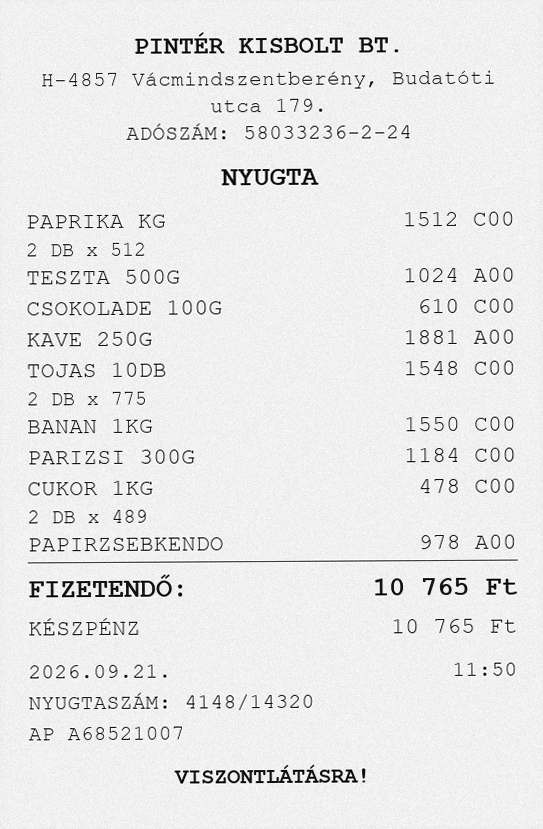 PINTÉR KISBOLT BT.
H-4857 Vácmindszentberény, Budatóti
utca 179.
ADÓSZÁM: 58033236-2-24
NYUGTA
PAPRIKA KG 1512 C00
2 DB x 512
TESZTA 500G 1024 A00
CSOKOLADE 100G 610 C00
KAVE 250G 1881 A00
TOJAS 10DB 1548 C00
2 DB x 775
BANAN 1KG 1550 C00
PARIZSI 300G 1184 C00
CUKOR 1KG 478 C00
2 DB x 489
PAPIRZSEBKENDO 978 A00
FIZETENDŐ: 10 765 Ft
KÉSZPÉNZ 10 765 Ft
2026.09.21. 11:50
NYUGTASZÁM: 4148/14320
AP A68521007
VISZONTLÁTÁSRA!